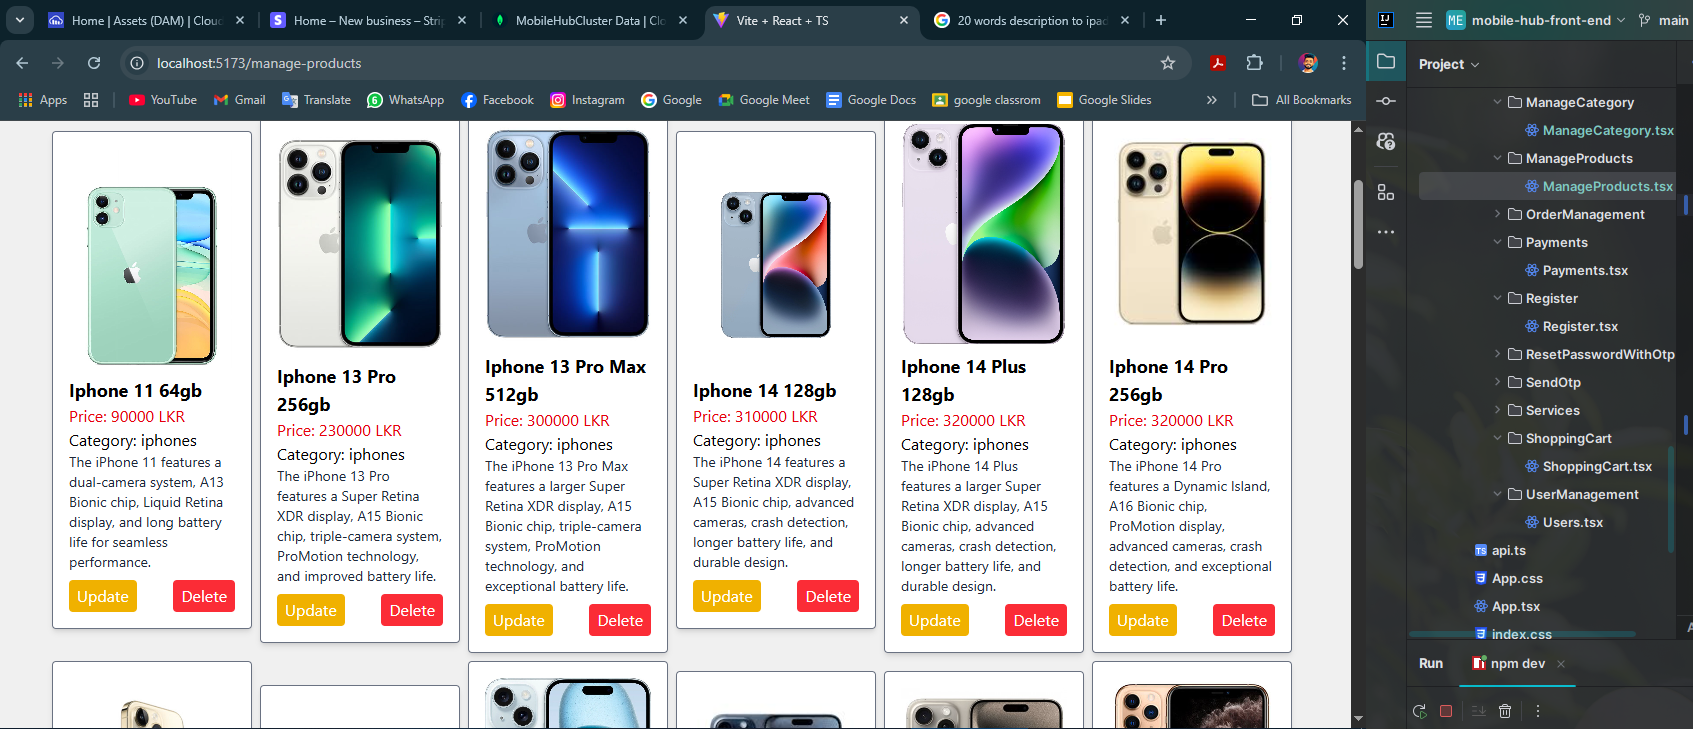 Home | Assets (DAM) | Cloud
Home – New business – Strip
MobileHubCluster Data | Clo
Vite + React + TS
20 words description to ipad
localhost:5173/manage-products
Apps
YouTube
Gmail
Translate
WhatsApp
Facebook
Instagram
Google
Google Meet
Google Docs
google classrom
Google Slides
All Bookmarks
Iphone 11 64gb
Price: 90000 LKR
Category: iphones
The iPhone 11 features a
dual-camera system, A13
Bionic chip, Liquid Retina
display, and long battery
life for seamless
performance.
Update
Delete
Iphone 13 Pro
256gb
Price: 230000 LKR
Category: iphones
The iPhone 13 Pro
features a Super Retina
XDR display, A15 Bionic
chip, triple-camera system,
ProMotion technology,
and improved battery life.
Update
Delete
Iphone 13 Pro Max
512gb
Price: 300000 LKR
Category: iphones
The iPhone 13 Pro Max
features a larger Super
Retina XDR display, A15
Bionic chip, triple-camera
system, ProMotion
technology, and
exceptional battery life.
Update
Delete
Iphone 14 128gb
Price: 310000 LKR
Category: iphones
The iPhone 14 features a
Super Retina XDR display,
A15 Bionic chip, advanced
cameras, crash detection,
longer battery life, and
durable design.
Update
Delete
Iphone 14 Plus
128gb
Price: 320000 LKR
Category: iphones
The iPhone 14 Plus
features a larger Super
Retina XDR display, A15
Bionic chip, advanced
cameras, crash detection,
longer battery life, and
durable design.
Update
Delete
Iphone 14 Pro
256gb
Price: 320000 LKR
Category: iphones
The iPhone 14 Pro
features a Dynamic Island,
A16 Bionic chip,
ProMotion display,
advanced cameras, crash
detection, and exceptional
battery life.
Update
Delete
IJ
ME
mobile-hub-front-end
main
Project
ManageCategory
ManageCategory.tsx
ManageProducts
ManageProducts.tsx
OrderManagement
Payments
Payments.tsx
Register
Register.tsx
ResetPasswordWithOtp
SendOtp
Services
ShoppingCart
ShoppingCart.tsx
UserManagement
Users.tsx
TS api.ts
App.css
App.tsx
index.css
Run
npm dev